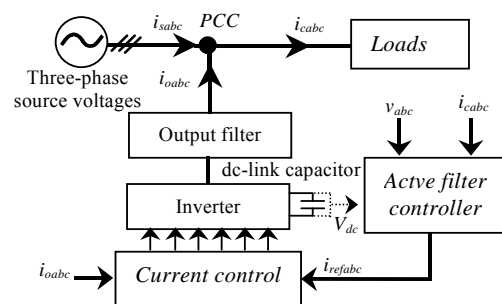 i_sabc
PCC
i_cabc
Loads
Three-phase
source voltages
i_oabc
v_abc
i_cabc
Output filter
dc-link capacitor
Inverter
V_dc
Actve filter
controller
i_oabc
Current control
i_refabc